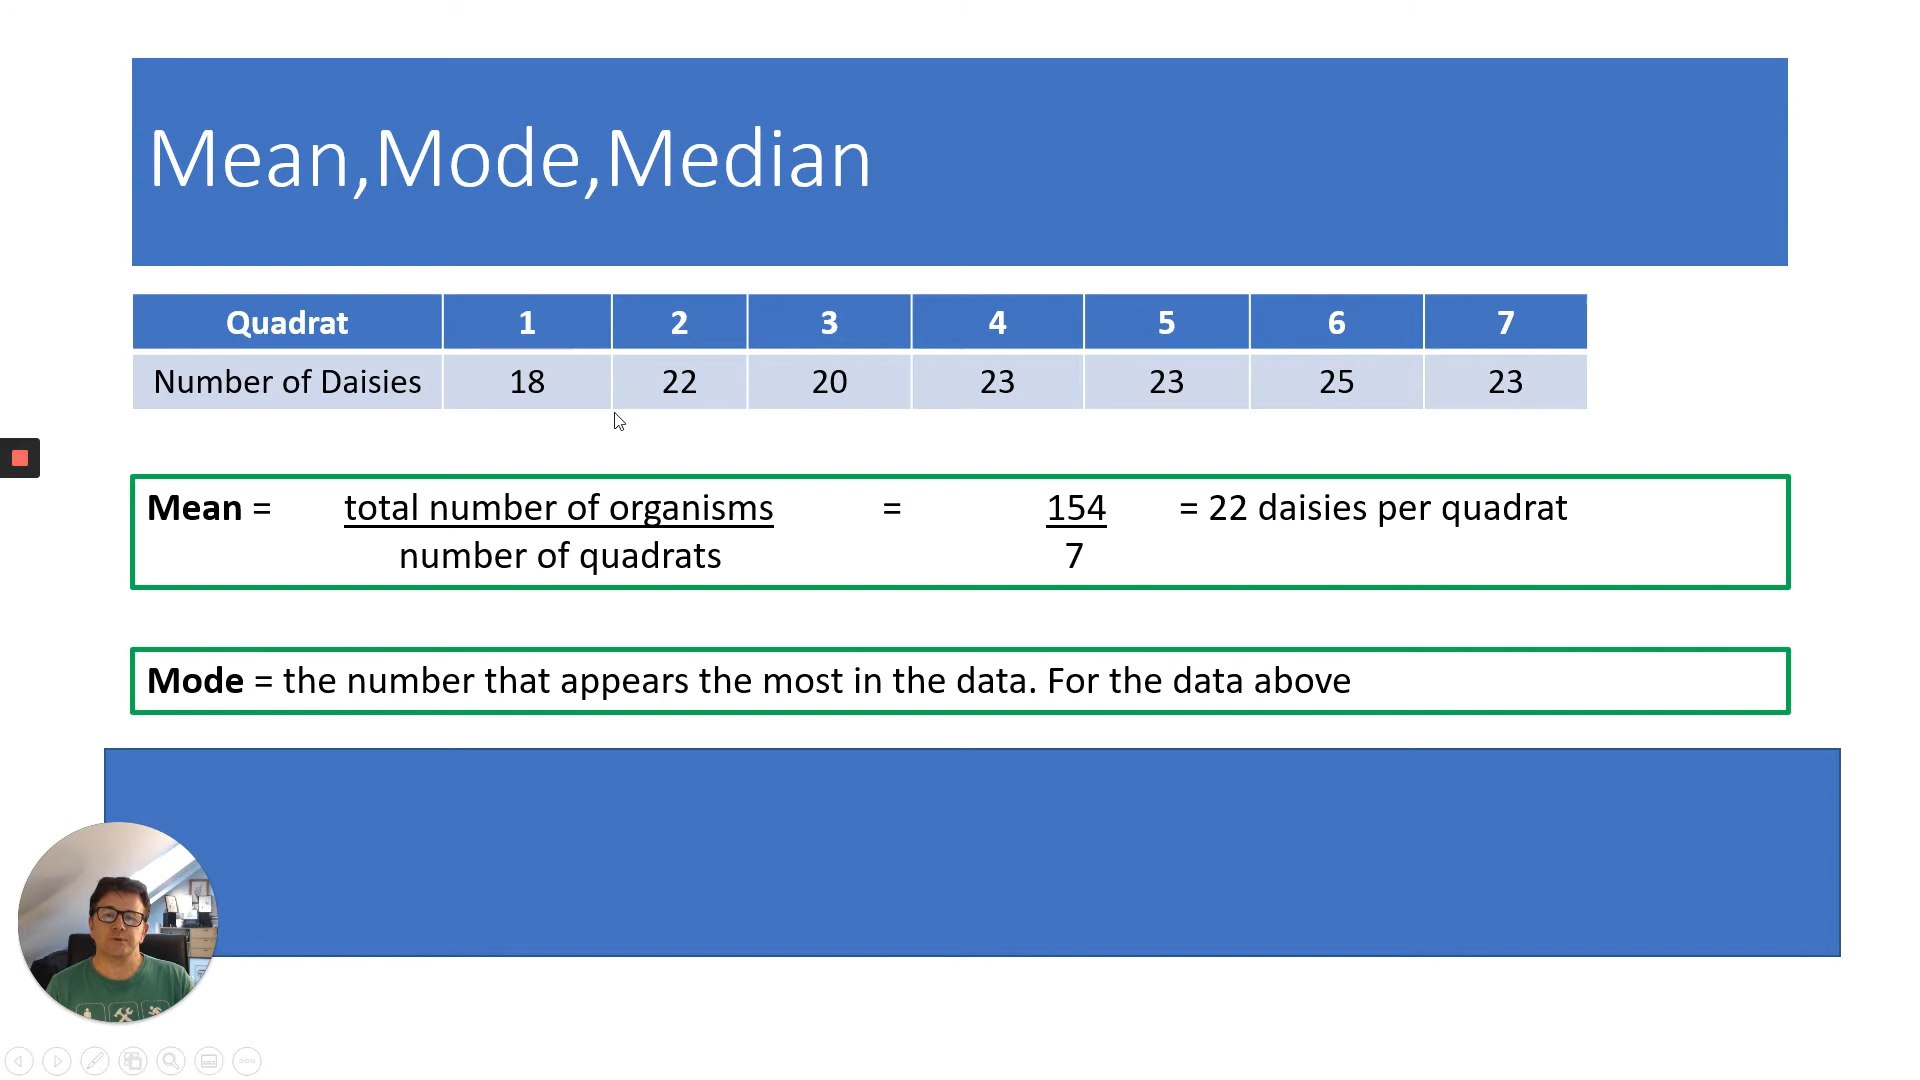 Mean,Mode,Median
Quadrat 1 2 3 4 5 6 7
Number of Daisies 18 22 20 23 23 25 23
Mean = total number of organisms = 154 = 22 daisies per quadrat
number of quadrats 7
Mode = the number that appears the most in the data. For the data above